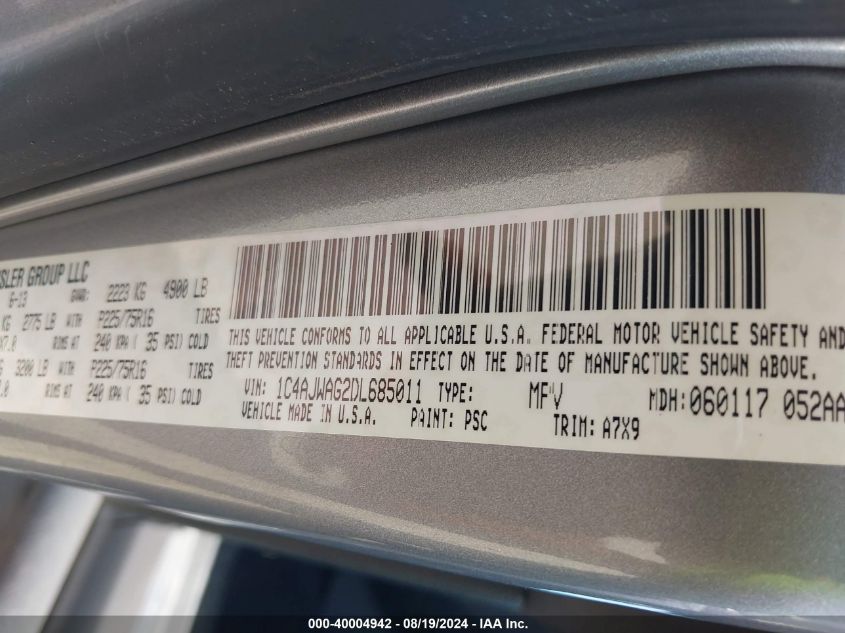 SLER GROUP LLC
6-13 GVWR: 2223 KG 4900 LB
KG 2775 LB WITH P225/75R16 TIRES
X7.0 RIMS AT 240 KPA ( 35 PSI) COLD
3200 LB WITH P225/75R16 TIRES
.0 RIMS AT 240 KPA ( 35 PSI) COLD
THIS VEHICLE CONFORMS TO ALL APPLICABLE U.S.A. FEDERAL MOTOR VEHICLE SAFETY AND
THEFT PREVENTION STANDARDS IN EFFECT ON THE DATE OF MANUFACTURE SHOWN ABOVE.
VIN: 1C4AJWAG2DL685011 TYPE: MFV MDH:060117 052AA
VEHICLE MADE IN U.S.A. PAINT: PSC TRIM: A7X9
000-40004942 - 08/19/2024 - IAA Inc.